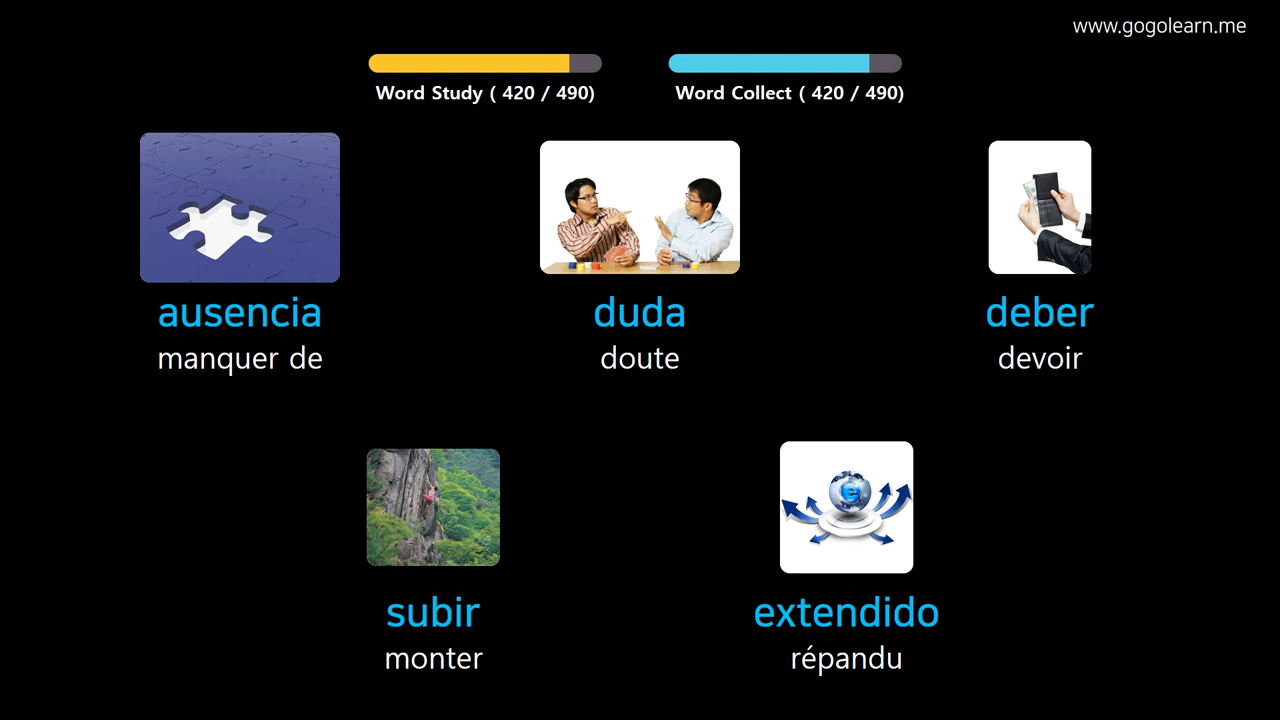 www.gogolearn.me
Word Study ( 420 / 490)
Word Collect ( 420 / 490)
ausencia
manquer de
duda
doute
deber
devoir
subir
monter
extendido
répandu